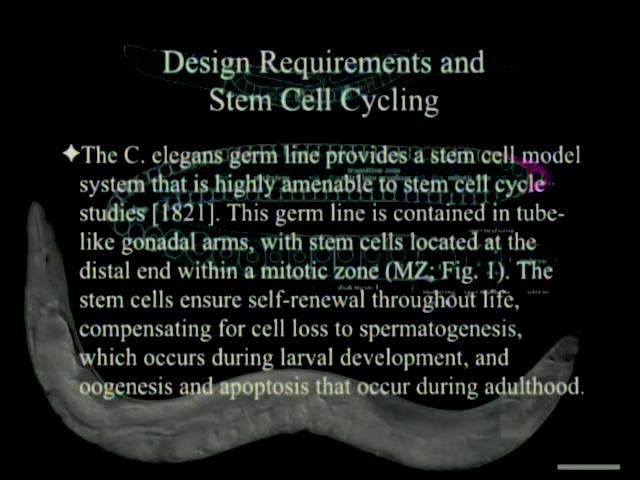 Design Requirements and
Stem Cell Cycling
✦The C. elegans germ line provides a stem cell model
system that is highly amenable to stem cell cycle
studies [1821]. This germ line is contained in tube-
like gonadal arms, with stem cells located at the
distal end within a mitotic zone (MZ; Fig. 1). The
stem cells ensure self-renewal throughout life,
compensating for cell loss to spermatogenesis,
which occurs during larval development, and
oogenesis and apoptosis that occur during adulthood.